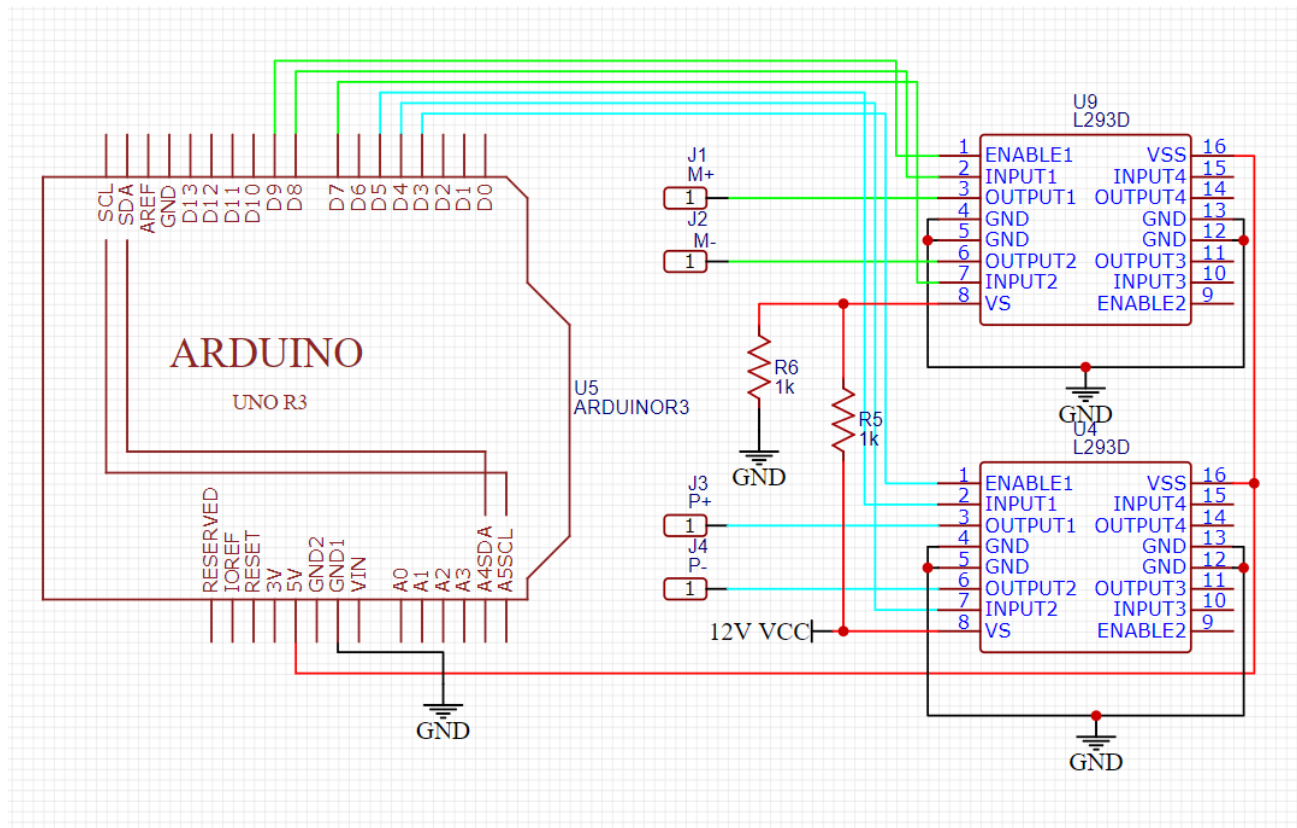 SCL
SDA
AREF
GND
D13
D12
D11
D10
D9
D8
D7
D6
D5
D4
D3
D2
D1
D0
ARDUINO
UNO R3
U5
ARDUINOR3
RESERVED
IOREF
RESET
3V
5V
GND2
GND1
VIN
A0
A1
A2
A3
A4SDA
A5SCL
GND
J1
M+
1
J2
M-
1
R6
1k
GND
R5
1k
J3
P+
1
J4
P-
1
12V VCC
U9
L293D
1 ENABLE1 VSS 16
2 INPUT1 INPUT4 15
3 OUTPUT1 OUTPUT4 14
4 GND GND 13
5 GND GND 12
6 OUTPUT2 OUTPUT3 11
7 INPUT2 INPUT3 10
8 VS ENABLE2 9
GND
U4
L293D
1 ENABLE1 VSS 16
2 INPUT1 INPUT4 15
3 OUTPUT1 OUTPUT4 14
4 GND GND 13
5 GND GND 12
6 OUTPUT2 OUTPUT3 11
7 INPUT2 INPUT3 10
8 VS ENABLE2 9
GND